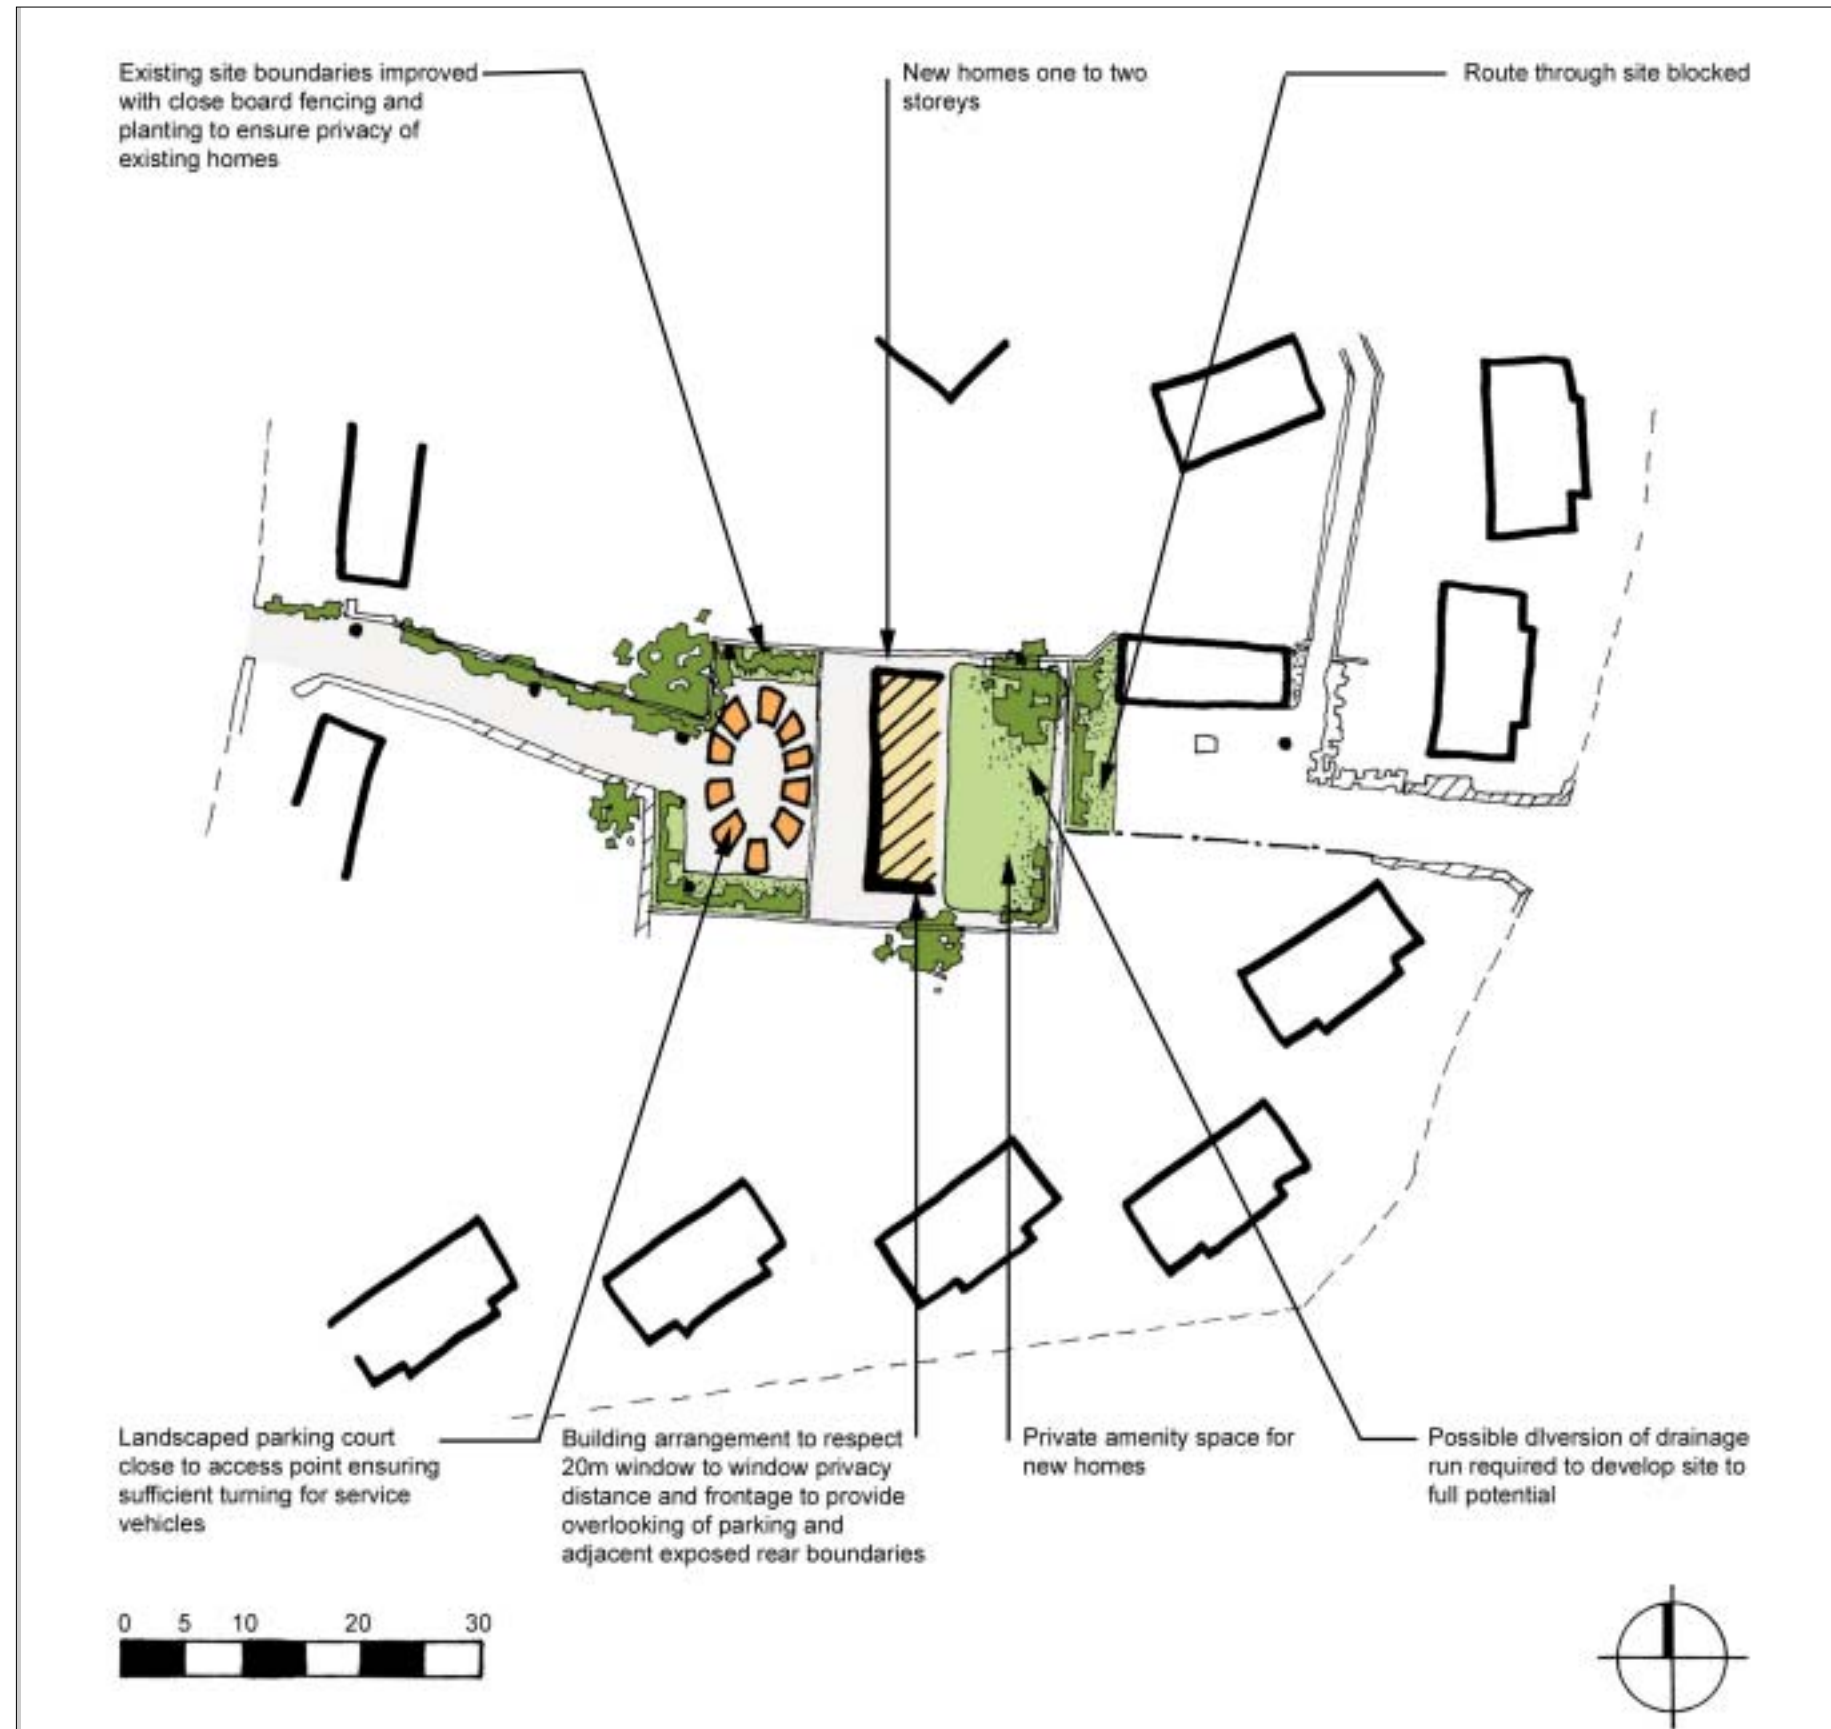 Existing site boundaries improved
with close board fencing and
planting to ensure privacy of
existing homes
New homes one to two
storeys
Route through site blocked
Landscaped parking court
close to access point ensuring
sufficient turning for service
vehicles
Building arrangement to respect
20m window to window privacy
distance and frontage to provide
overlooking of parking and
adjacent exposed rear boundaries
Private amenity space for
new homes
Possible dIversion of drainage
run required to develop site to
full potential
0 5 10 20 30